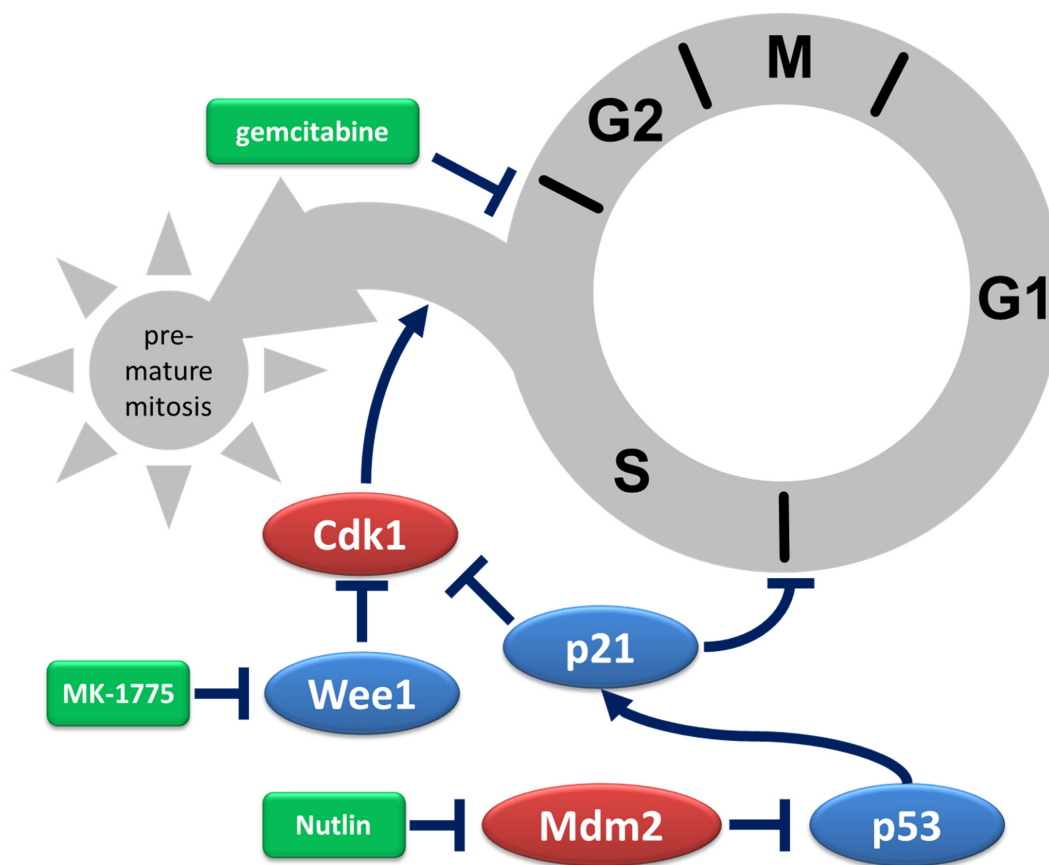 M
G2
gemcitabine
G1
pre-
mature
mitosis
S
Cdk1
p21
MK-1775
Wee1
Nutlin
Mdm2
p53